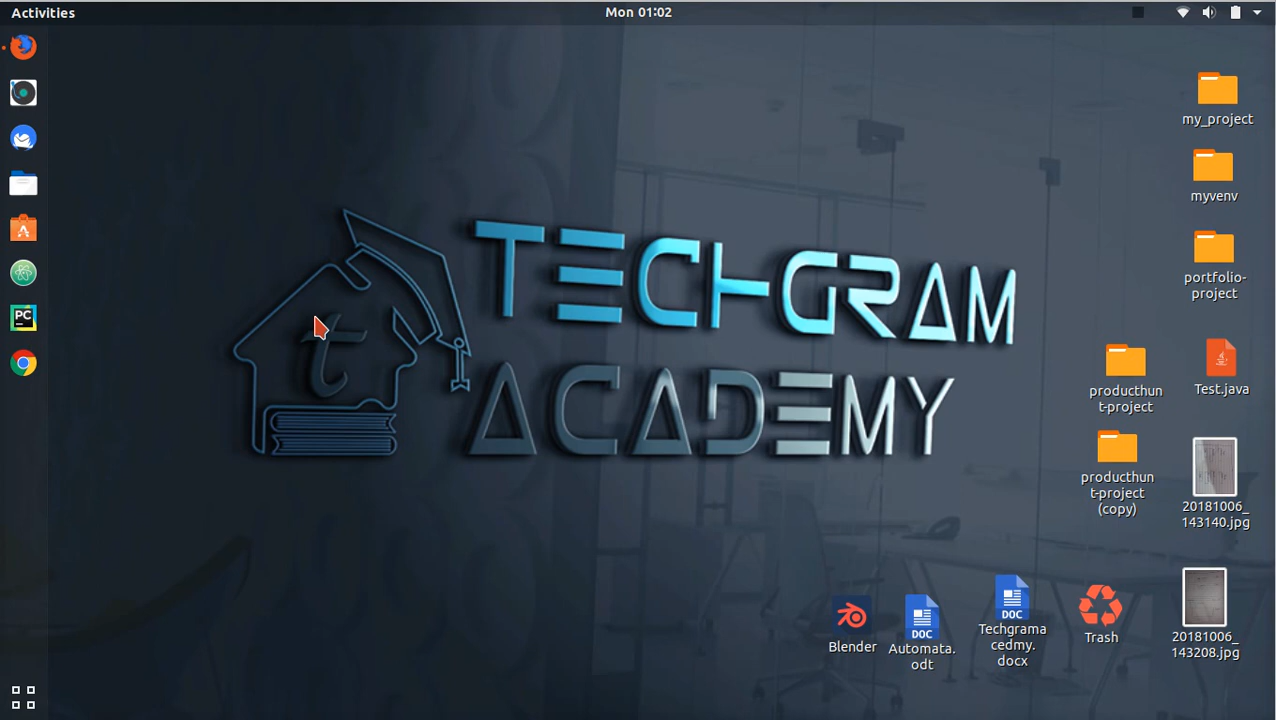 Activities
Mon 01:02
TECHGRAM
ACADEMY
t
PC
my_project
myvenv
portfolio-
project
producthun
t-project
Test.java
producthun
t-project
(copy)
20181006_
143140.jpg
Blender
DOC
Automata.
odt
DOC
Techgrama
cedmy.
docx
Trash
20181006_
143208.jpg